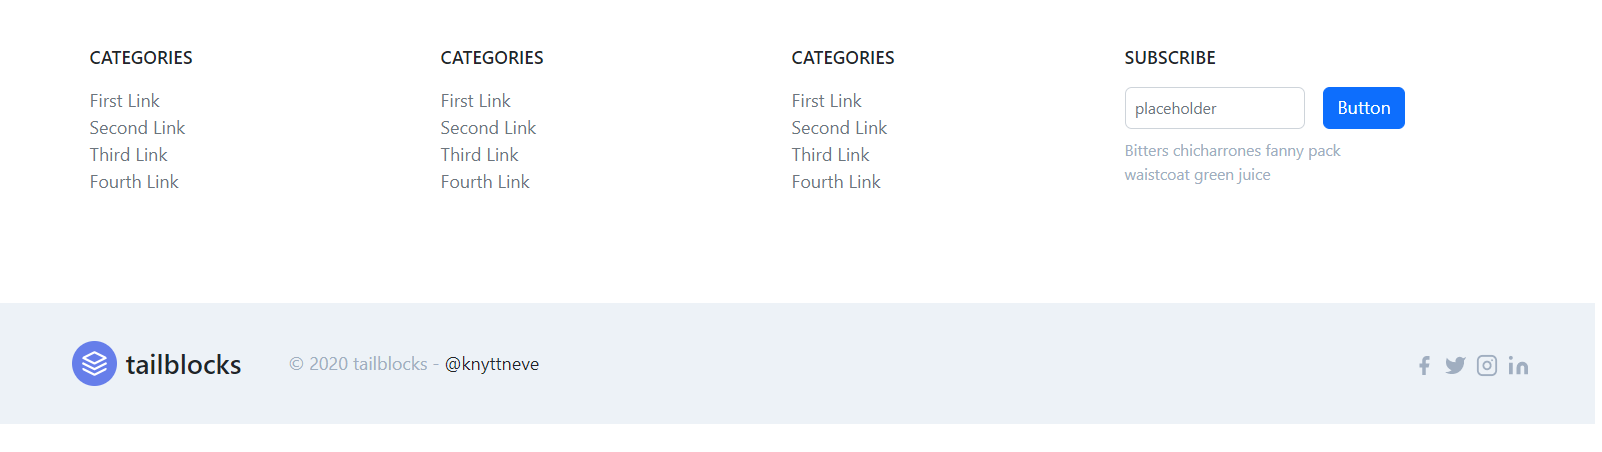 CATEGORIES
First Link
Second Link
Third Link
Fourth Link
CATEGORIES
First Link
Second Link
Third Link
Fourth Link
CATEGORIES
First Link
Second Link
Third Link
Fourth Link
SUBSCRIBE
placeholder
Button
Bitters chicharrones fanny pack
waistcoat green juice
tailblocks
© 2020 tailblocks - @knyttneve